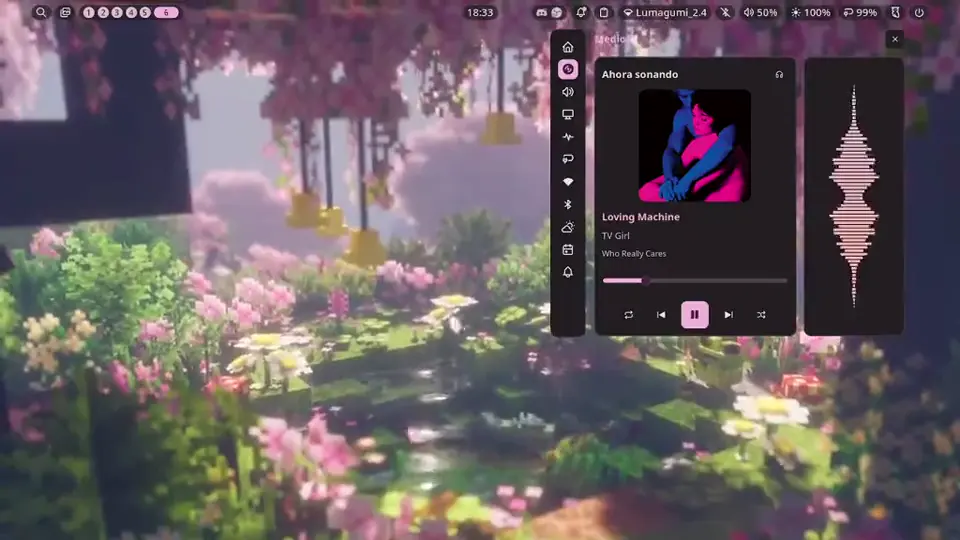 1 2 3 4 5 6
18:33
Lumagumi_2.4
50%
100%
99%
Medio
Ahora sonando
Loving Machine
TV Girl
Who Really Cares